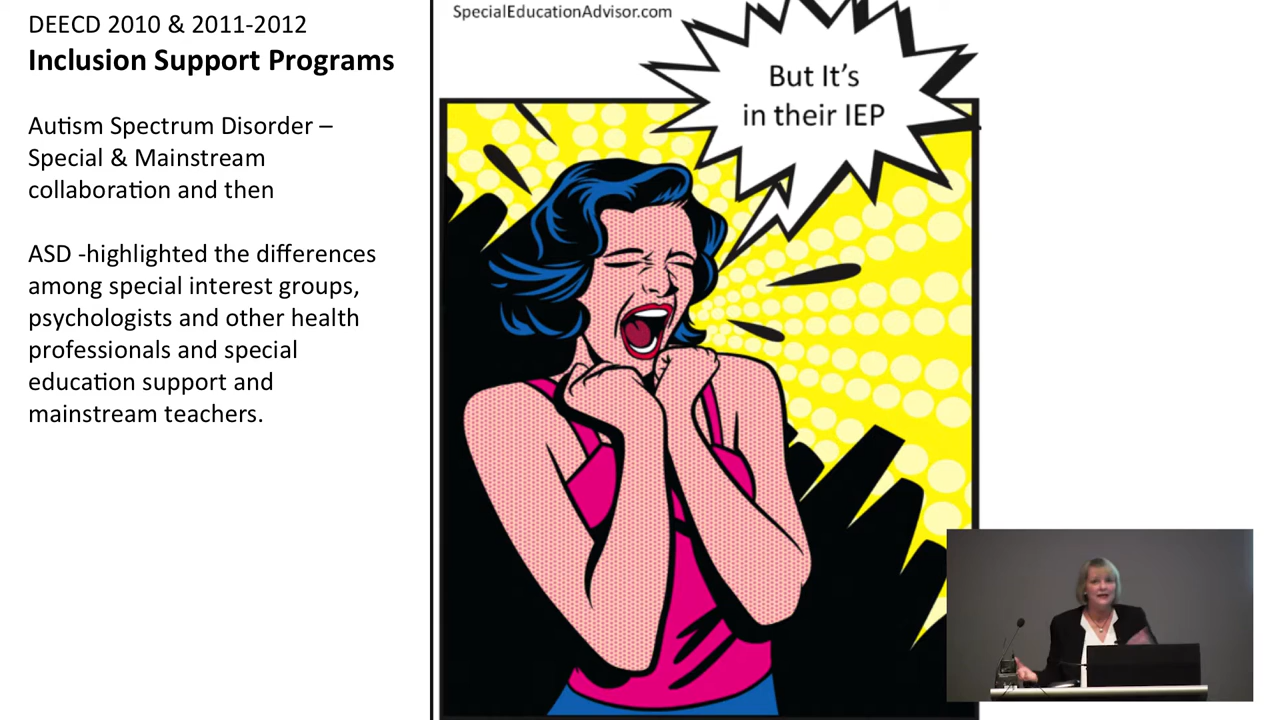 DEECD 2010 & 2011-2012
Inclusion Support Programs
Autism Spectrum Disorder –
Special & Mainstream
collaboration and then
ASD -highlighted the differences
among special interest groups,
psychologists and other health
professionals and special
education support and
mainstream teachers.
SpecialEducationAdvisor.com
But It's
in their IEP